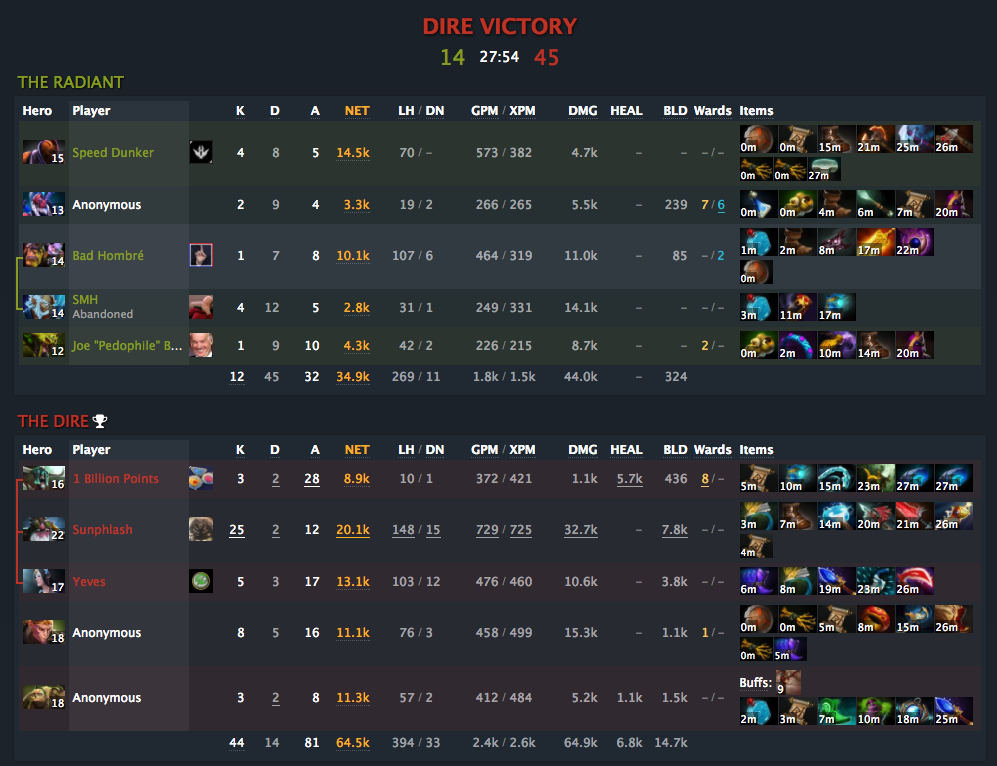 DIRE VICTORY
14 27:54 45
THE RADIANT
Hero Player K D A NET LH / DN GPM / XPM DMG HEAL BLD Wards Items
15 Speed Dunker 4 8 5 14.5k 70 / – 573 / 382 4.7k – – – / – 0m 0m 15m 21m 25m 26m
0m 0m 27m
13 Anonymous 2 9 4 3.3k 19 / 2 266 / 265 5.5k – 239 7 / 6 0m 0m 4m 6m 7m 20m
14 Bad Hombré 1 7 8 10.1k 107 / 6 464 / 319 11.0k – 85 – / 2 1m 2m 8m 17m 22m
0m
14 SMH 4 12 5 2.8k 31 / 1 249 / 331 14.1k – – – / – 3m 11m 17m
Abandoned
12 Joe "Pedophile" B... 1 9 10 4.3k 42 / 2 226 / 215 8.7k – – 2 / – 0m 2m 10m 14m 20m
12 45 32 34.9k 269 / 11 1.8k / 1.5k 44.0k – 324
THE DIRE
Hero Player K D A NET LH / DN GPM / XPM DMG HEAL BLD Wards Items
16 1 Billion Points 3 2 28 8.9k 10 / 1 372 / 421 1.1k 5.7k 436 8 / – 5m 10m 15m 23m 27m 27m
22 Sunphlash 25 2 12 20.1k 148 / 15 729 / 725 32.7k – 7.8k – / – 3m 7m 14m 20m 21m 26m
4m
17 Yeves 5 3 17 13.1k 103 / 12 476 / 460 10.6k – 3.8k – / – 6m 8m 19m 23m 26m
18 Anonymous 8 5 16 11.1k 76 / 3 458 / 499 15.3k – 1.1k 1 / – 0m 0m 5m 8m 15m 26m
0m 5m
Buffs: 9
18 Anonymous 3 2 8 11.3k 57 / 2 412 / 484 5.2k 1.1k 1.5k – / – 2m 3m 7m 10m 18m 25m
44 14 81 64.5k 394 / 33 2.4k / 2.6k 64.9k 6.8k 14.7k